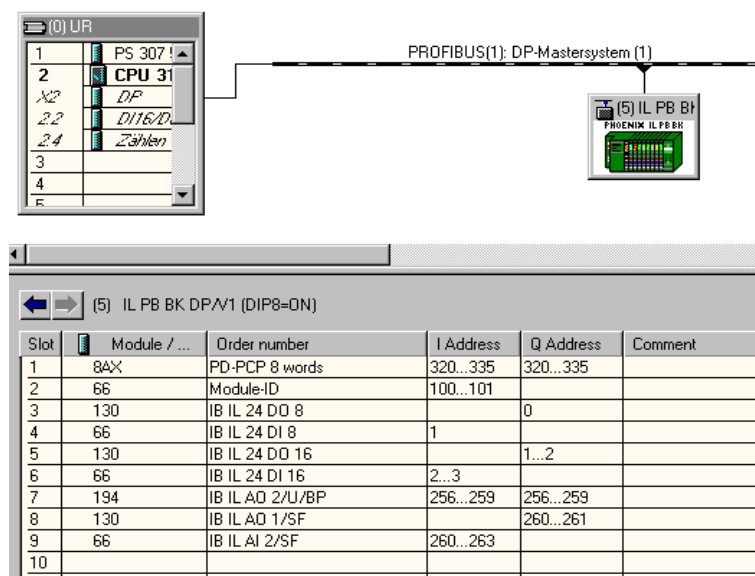 (0) UR
1 PS 307
2 CPU 31
X2 DP
2.2 DI16/D
2.4 Zählen
3
4
5
PROFIBUS(1): DP-Mastersystem (1)
(5) IL PB BK
PHOENIX IL PB BK
(5) IL PB BK DP/V1 (DIP8=ON)
Slot Module / ... Order number I Address Q Address Comment
1 8AX PD-PCP 8 words 320...335 320...335
2 66 Module-ID 100...101
3 130 IB IL 24 DO 8 0
4 66 IB IL 24 DI 8 1
5 130 IB IL 24 DO 16 1...2
6 66 IB IL 24 DI 16 2...3
7 194 IB IL AO 2/U/BP 256...259 256...259
8 130 IB IL AO 1/SF 260...261
9 66 IB IL AI 2/SF 260...263
10